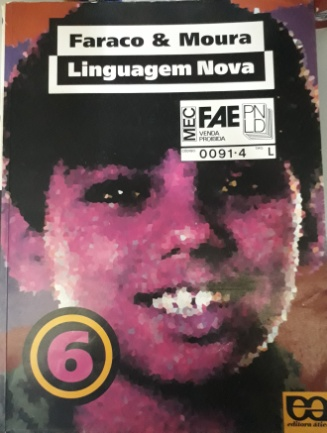 Faraco & Moura
Linguagem Nova
MEC
FAE
PNLD
VENDA
PROIBIDA
0091-4 L
6
editora ática